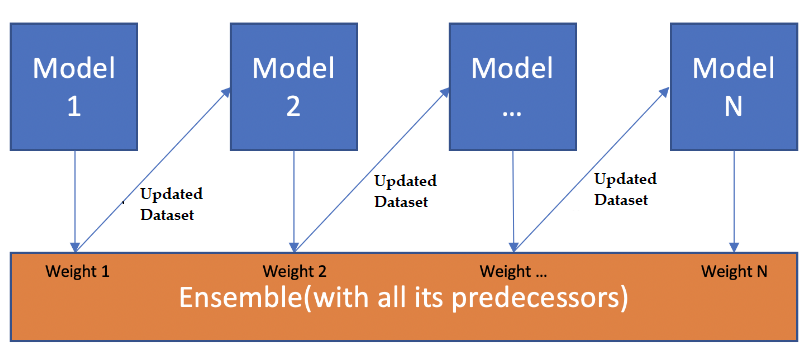 Model
1
Model
2
Model
...
Model
N
Updated
Dataset
Updated
Dataset
Updated
Dataset
Weight 1
Weight 2
Weight ...
Weight N
Ensemble(with all its predecessors)